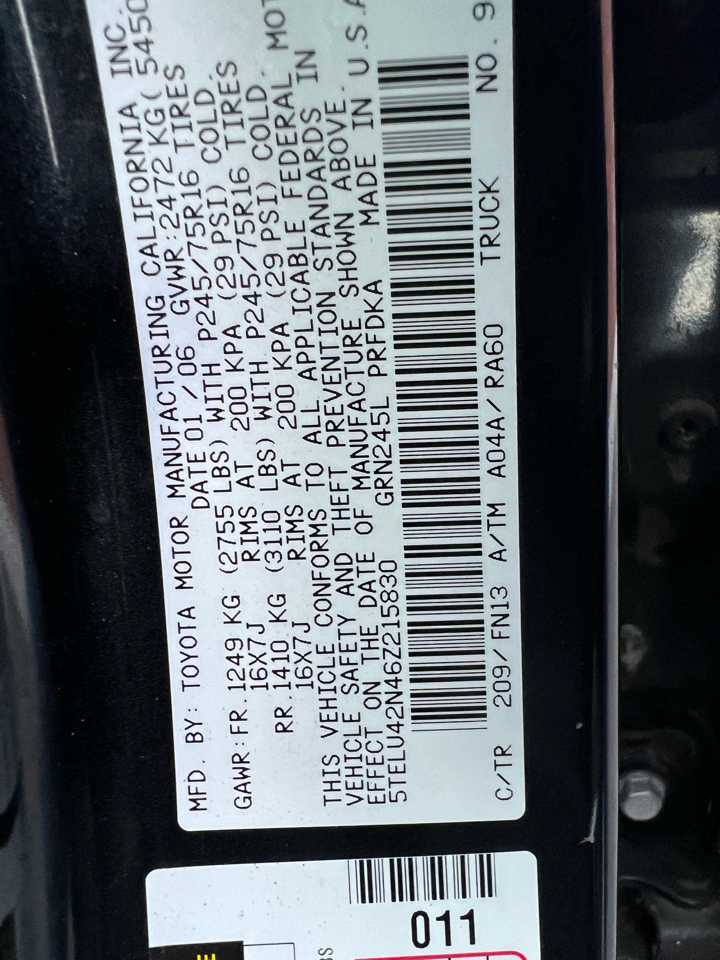 MFD. BY: TOYOTA MOTOR MANUFACTURING CALIFORNIA INC.
DATE 01 / 06 GVWR:2472 KG( 5450
GAWR:FR.1249 KG (2755 LBS) WITH P245/75R16 TIRES
16X7J RIMS AT 200 KPA (29 PSI) COLD.
RR.1410 KG (3110 LBS) WITH P245/75R16 TIRES
16X7J RIMS AT 200 KPA (29 PSI) COLD.
THIS VEHICLE CONFORMS TO ALL APPLICABLE FEDERAL MOT
VEHICLE SAFETY AND THEFT PREVENTION STANDARDS IN
EFFECT ON THE DATE OF MANUFACTURE SHOWN ABOVE.
5TELU42N46Z215830 GRN245L PRFDKA MADE IN U.S.A
C/TR 209/FN13 A/TM A04A/RA60 TRUCK NO. 9
011